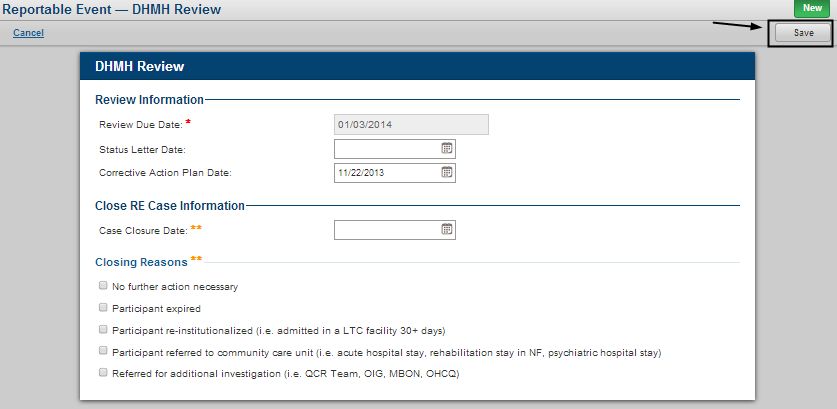 Reportable Event — DHMH Review
New
Cancel
Save
DHMH Review
Review Information
Review Due Date: *
01/03/2014
Status Letter Date:
Corrective Action Plan Date:
11/22/2013
Close RE Case Information
Case Closure Date: **
Closing Reasons **
No further action necessary
Participant expired
Participant re-institutionalized (i.e. admitted in a LTC facility 30+ days)
Participant referred to community care unit (i.e. acute hospital stay, rehabilitation stay in NF, psychiatric hospital stay)
Referred for additional investigation (i.e. QCR Team, OIG, MBON, OHCQ)